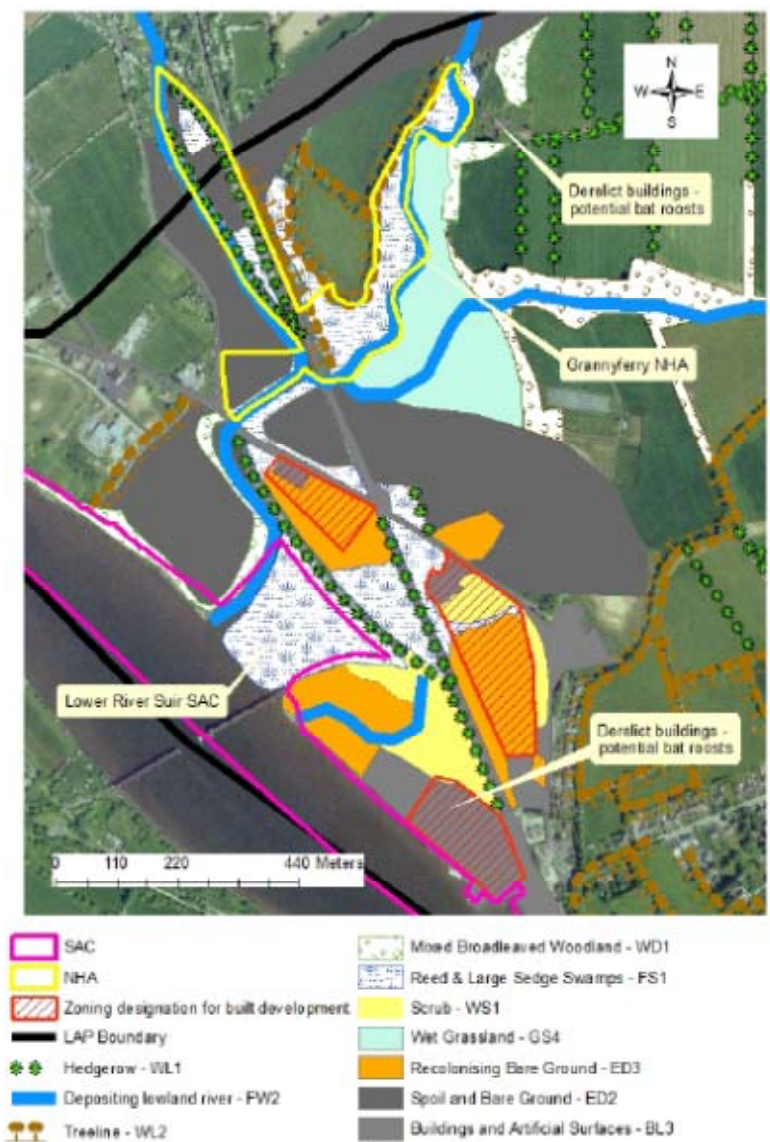 N
W E
S
Derelict buildings -
potential bat roosts
Grannyferry NHA
Lower River Suir SAC
Derelict buildings -
potential bat roosts
0 110 220 440 Meters
SAC
NHA
Zoning designation for built development
LAP Boundary
Hedgerow - WL1
Depositing lowland river - FW2
Treeline - WL2
Mixed Broadleaved Woodland - WD1
Reed & Large Sedge Swamps - FS1
Scrub - WS1
Wet Grassland - GS4
Recolonising Bare Ground - ED3
Spoil and Bare Ground - ED2
Buildings and Artificial Surfaces - BL3